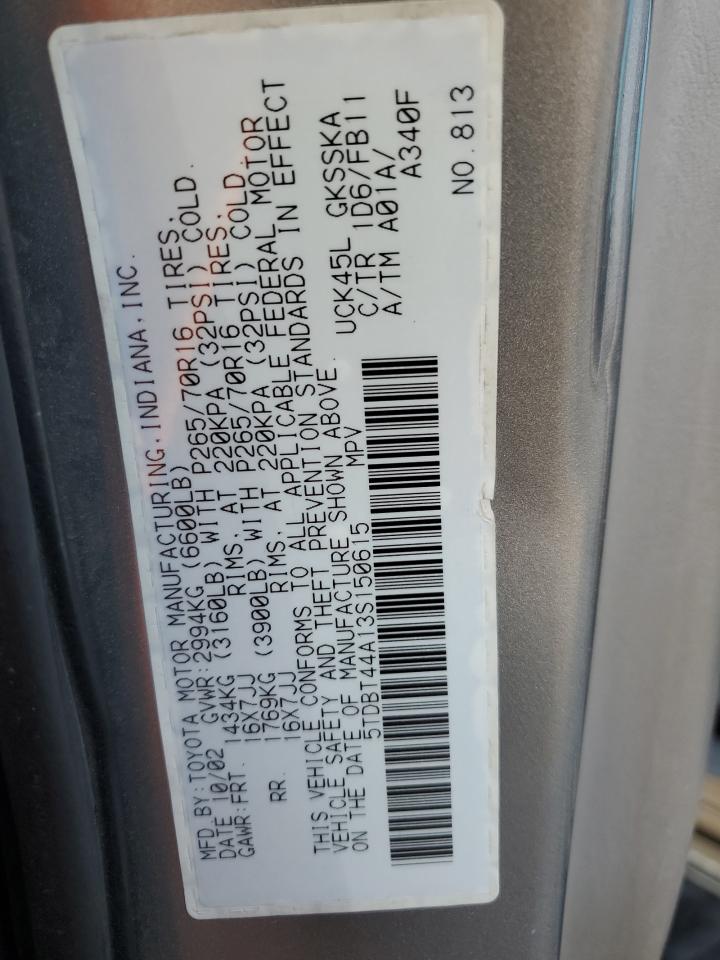 MFD. BY: TOYOTA MOTOR MANUFACTURING, INDIANA, INC.
DATE 10/02 GVWR: 2994KG (6600LB)
GAWR: FRT. 1434KG (3160LB) WITH P265/70R16 TIRES,
16X7JJ RIMS, AT 220KPA (32PSI) COLD.
RR. 1769KG (3900LB) WITH P265/70R16 TIRES,
16X7JJ RIMS, AT 220KPA (32PSI) COLD.
THIS VEHICLE CONFORMS TO ALL APPLICABLE FEDERAL MOTOR
VEHICLE SAFETY AND THEFT PREVENTION STANDARDS IN EFFECT
ON THE DATE OF MANUFACTURE SHOWN ABOVE.
5TDBT44A13S150615 MPV
UCK45L GKSSKA
C/TR 1D6/FB11
A/TM A01A/
A340F
NO. 813